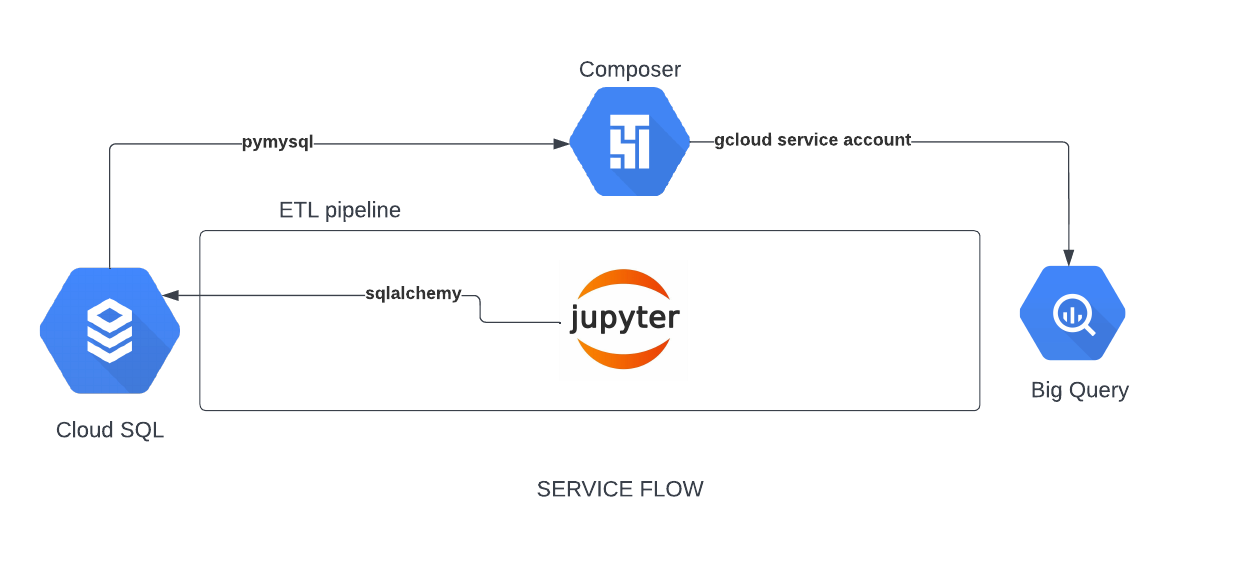 Composer
pymysql
gcloud service account
ETL pipeline
sqlalchemy
jupyter
Big Query
Cloud SQL
SERVICE FLOW